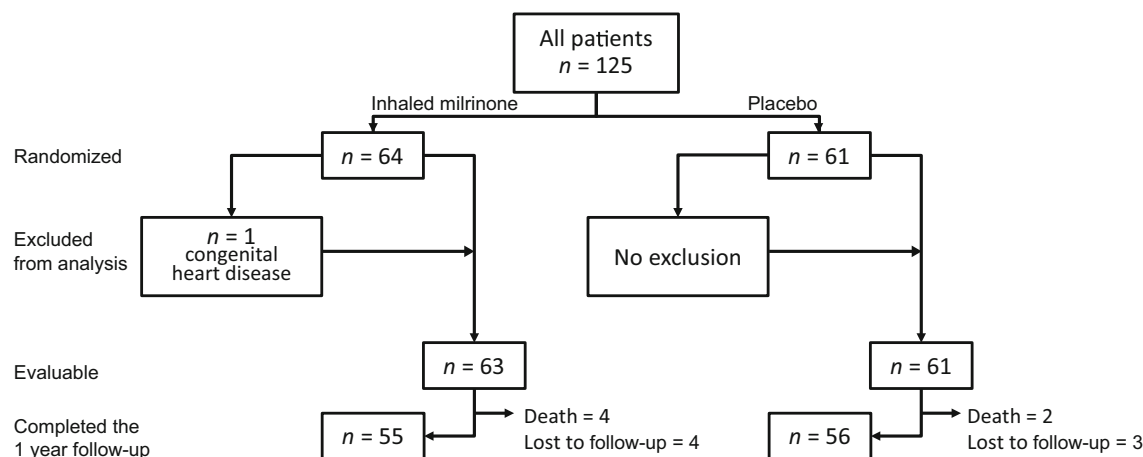 All patients
n = 125
Inhaled milrinone
Placebo
Randomized
n = 64
n = 61
Excluded
from analysis
n = 1
congenital
heart disease
No exclusion
Evaluable
n = 63
n = 61
Completed the
1 year follow-up
n = 55
Death = 4
Lost to follow-up = 4
n = 56
Death = 2
Lost to follow-up = 3